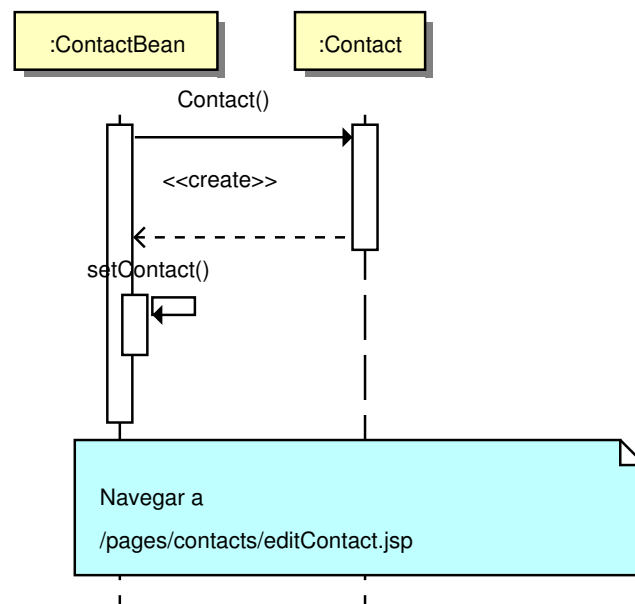 :ContactBean
:Contact
Contact()
<<create>>
setContact()
Navegar a
/pages/contacts/editContact.jsp